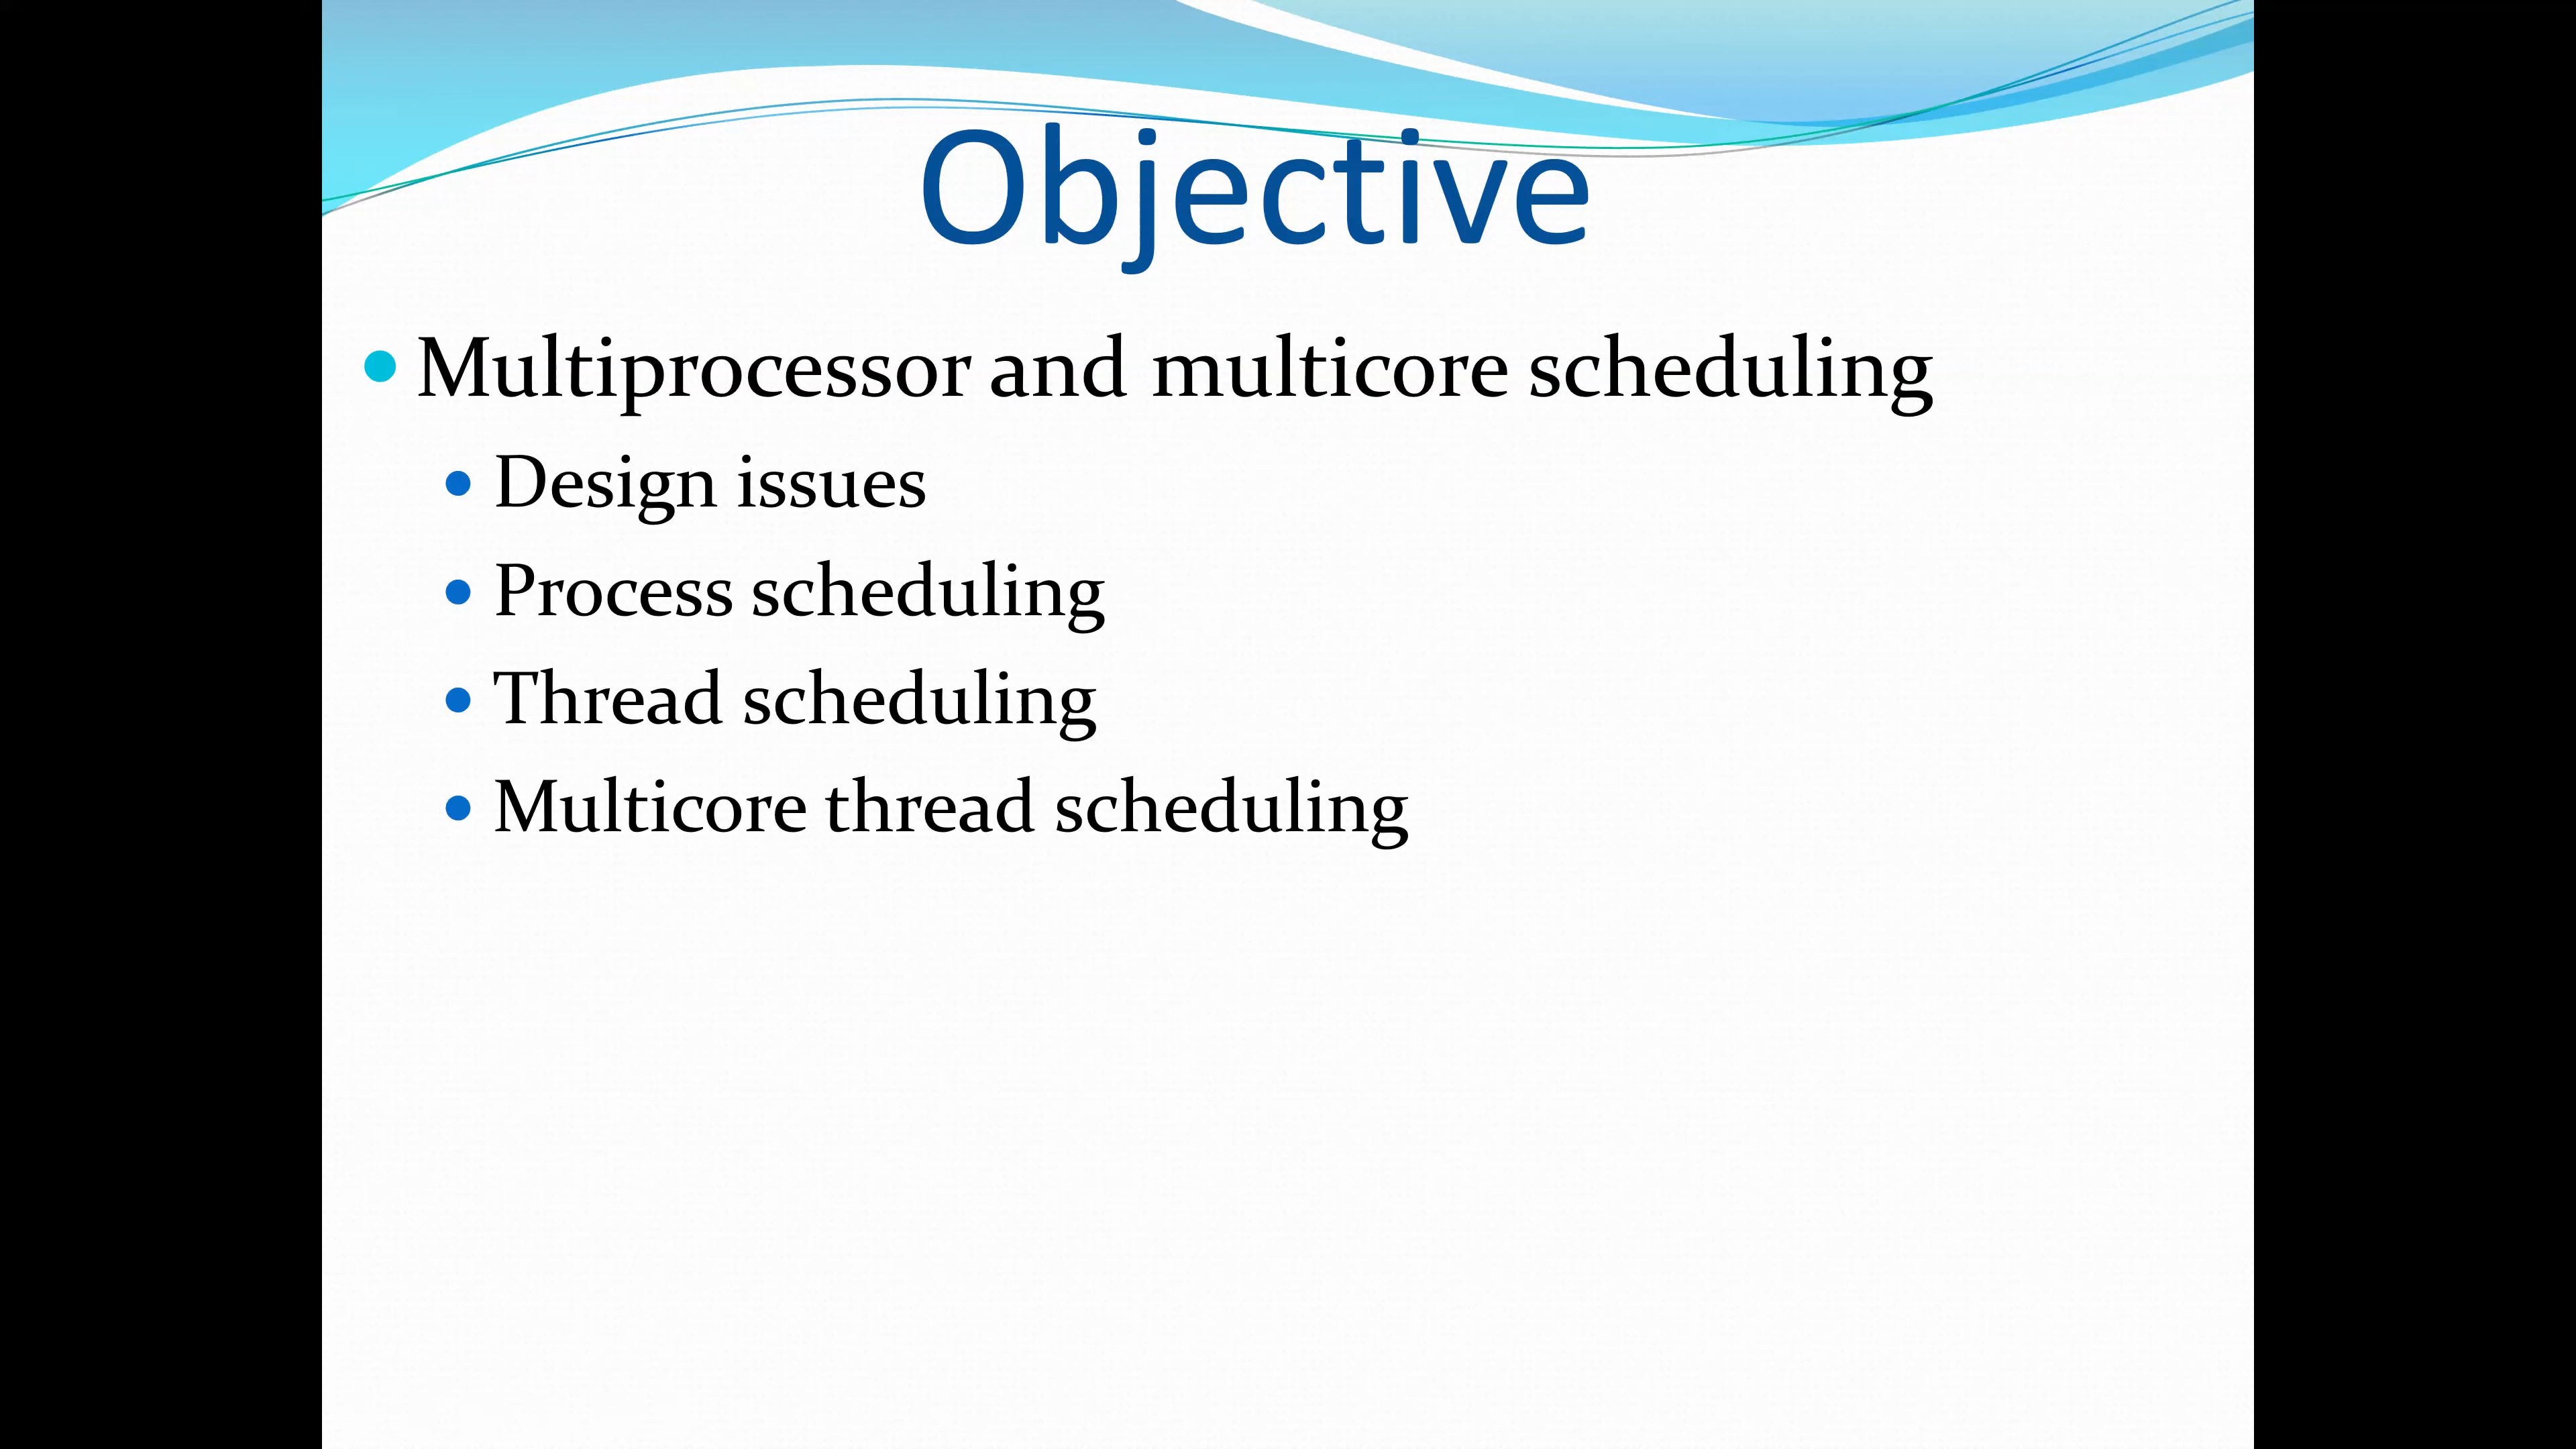 Objective
Multiprocessor and multicore scheduling
Design issues
Process scheduling
Thread scheduling
Multicore thread scheduling